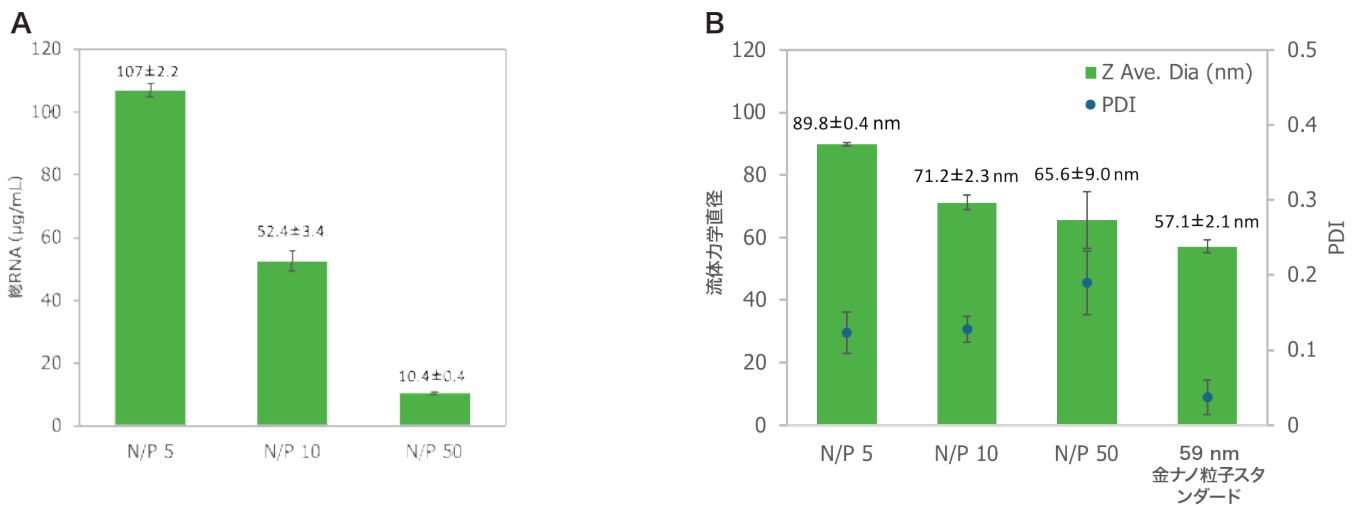 A
120
100
80
60
40
20
0
総RNA (µg/mL)
107±2.2
52.4±3.4
10.4±0.4
N/P 5
N/P 10
N/P 50
B
120
100
80
60
40
20
0
流体力学直径
Z Ave. Dia (nm)
PDI
89.8±0.4 nm
71.2±2.3 nm
65.6±9.0 nm
57.1±2.1 nm
0.5
0.4
0.3
0.2
0.1
0
PDI
N/P 5
N/P 10
N/P 50
59 nm
金ナノ粒子スタ
ンダード